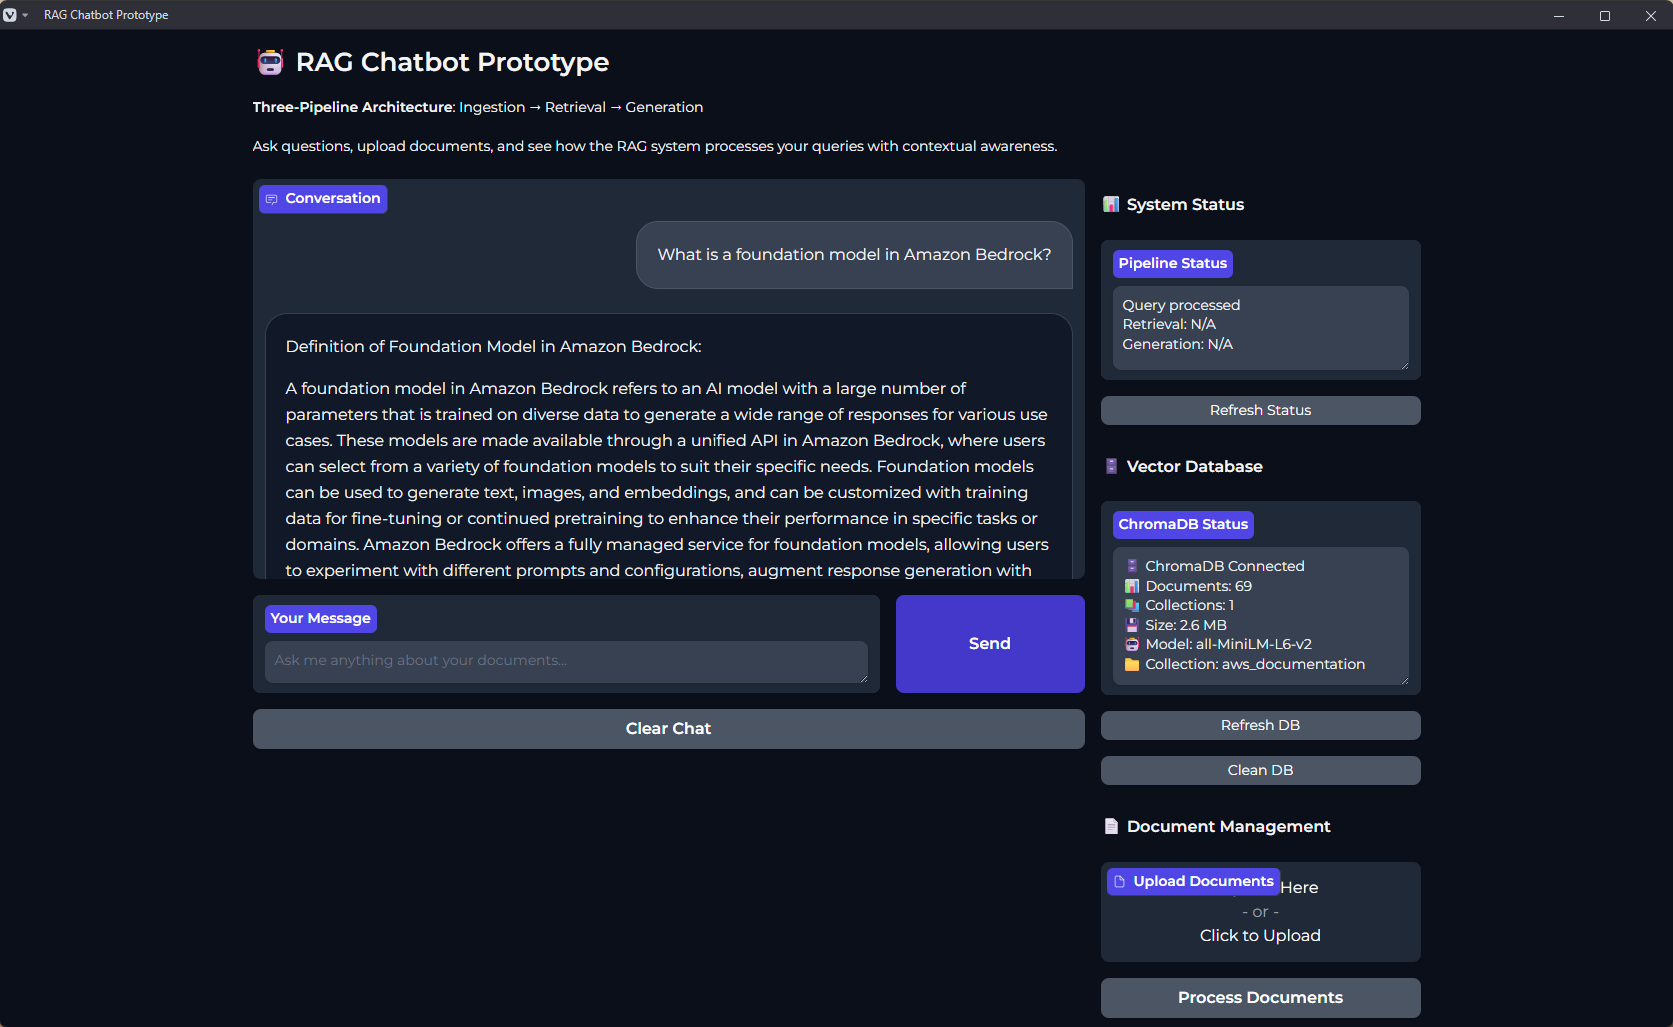 RAG Chatbot Prototype
RAG Chatbot Prototype
Three-Pipeline Architecture: Ingestion → Retrieval → Generation
Ask questions, upload documents, and see how the RAG system processes your queries with contextual awareness.
Conversation
What is a foundation model in Amazon Bedrock?
Definition of Foundation Model in Amazon Bedrock:
A foundation model in Amazon Bedrock refers to an AI model with a large number of
parameters that is trained on diverse data to generate a wide range of responses for various use
cases. These models are made available through a unified API in Amazon Bedrock, where users
can select from a variety of foundation models to suit their specific needs. Foundation models
can be used to generate text, images, and embeddings, and can be customized with training
data for fine-tuning or continued pretraining to enhance their performance in specific tasks or
domains. Amazon Bedrock offers a fully managed service for foundation models, allowing users
to experiment with different prompts and configurations, augment response generation with
Your Message
Ask me anything about your documents...
Send
Clear Chat
System Status
Pipeline Status
Query processed
Retrieval: N/A
Generation: N/A
Refresh Status
Vector Database
ChromaDB Status
ChromaDB Connected
Documents: 69
Collections: 1
Size: 2.6 MB
Model: all-MiniLM-L6-v2
Collection: aws_documentation
Refresh DB
Clean DB
Document Management
Upload Documents
Here
- or -
Click to Upload
Process Documents